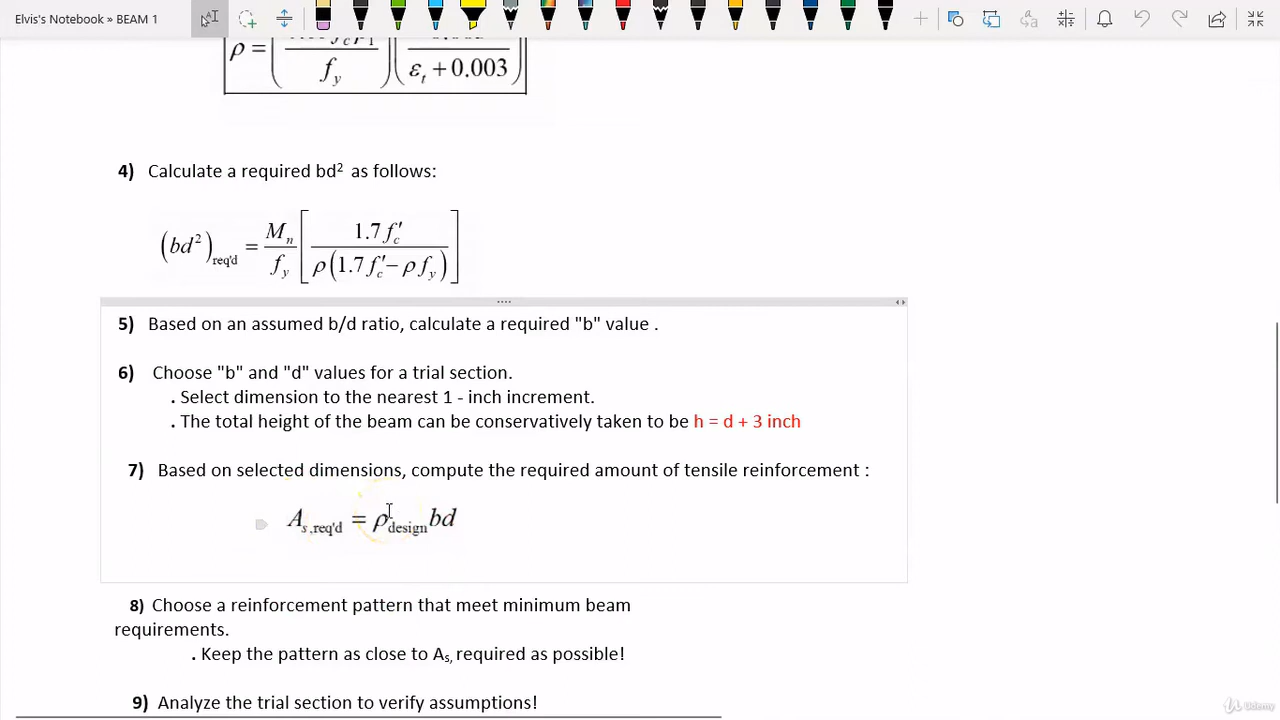 Elvis's Notebook » BEAM 1
ρ =
f_y
ε_t + 0.003
4) Calculate a required bd² as follows:
(bd²)_req'd = M_n / f_y [ 1.7 f_c' / ρ(1.7 f_c' − ρ f_y) ]
5) Based on an assumed b/d ratio, calculate a required "b" value .
6) Choose "b" and "d" values for a trial section.
. Select dimension to the nearest 1 - inch increment.
. The total height of the beam can be conservatively taken to be h = d + 3 inch
7) Based on selected dimensions, compute the required amount of tensile reinforcement :
A_s,req'd = ρ_design bd
8) Choose a reinforcement pattern that meet minimum beam
requirements.
. Keep the pattern as close to A_s, required as possible!
9) Analyze the trial section to verify assumptions!
Udemy